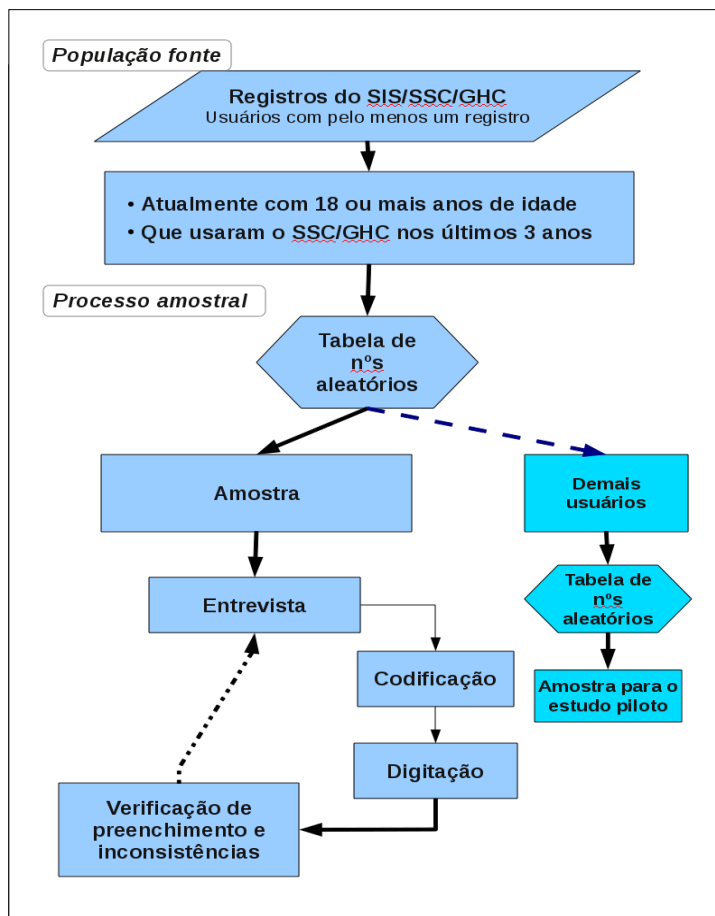 População fonte
Registros do SIS/SSC/GHC
Usuários com pelo menos um registro
• Atualmente com 18 ou mais anos de idade
• Que usaram o SSC/GHC nos últimos 3 anos
Processo amostral
Tabela de
nºs
aleatórios
Amostra
Demais
usuários
Entrevista
Tabela de
nºs
aleatórios
Codificação
Amostra para o
estudo piloto
Digitação
Verificação de
preenchimento e
inconsistências